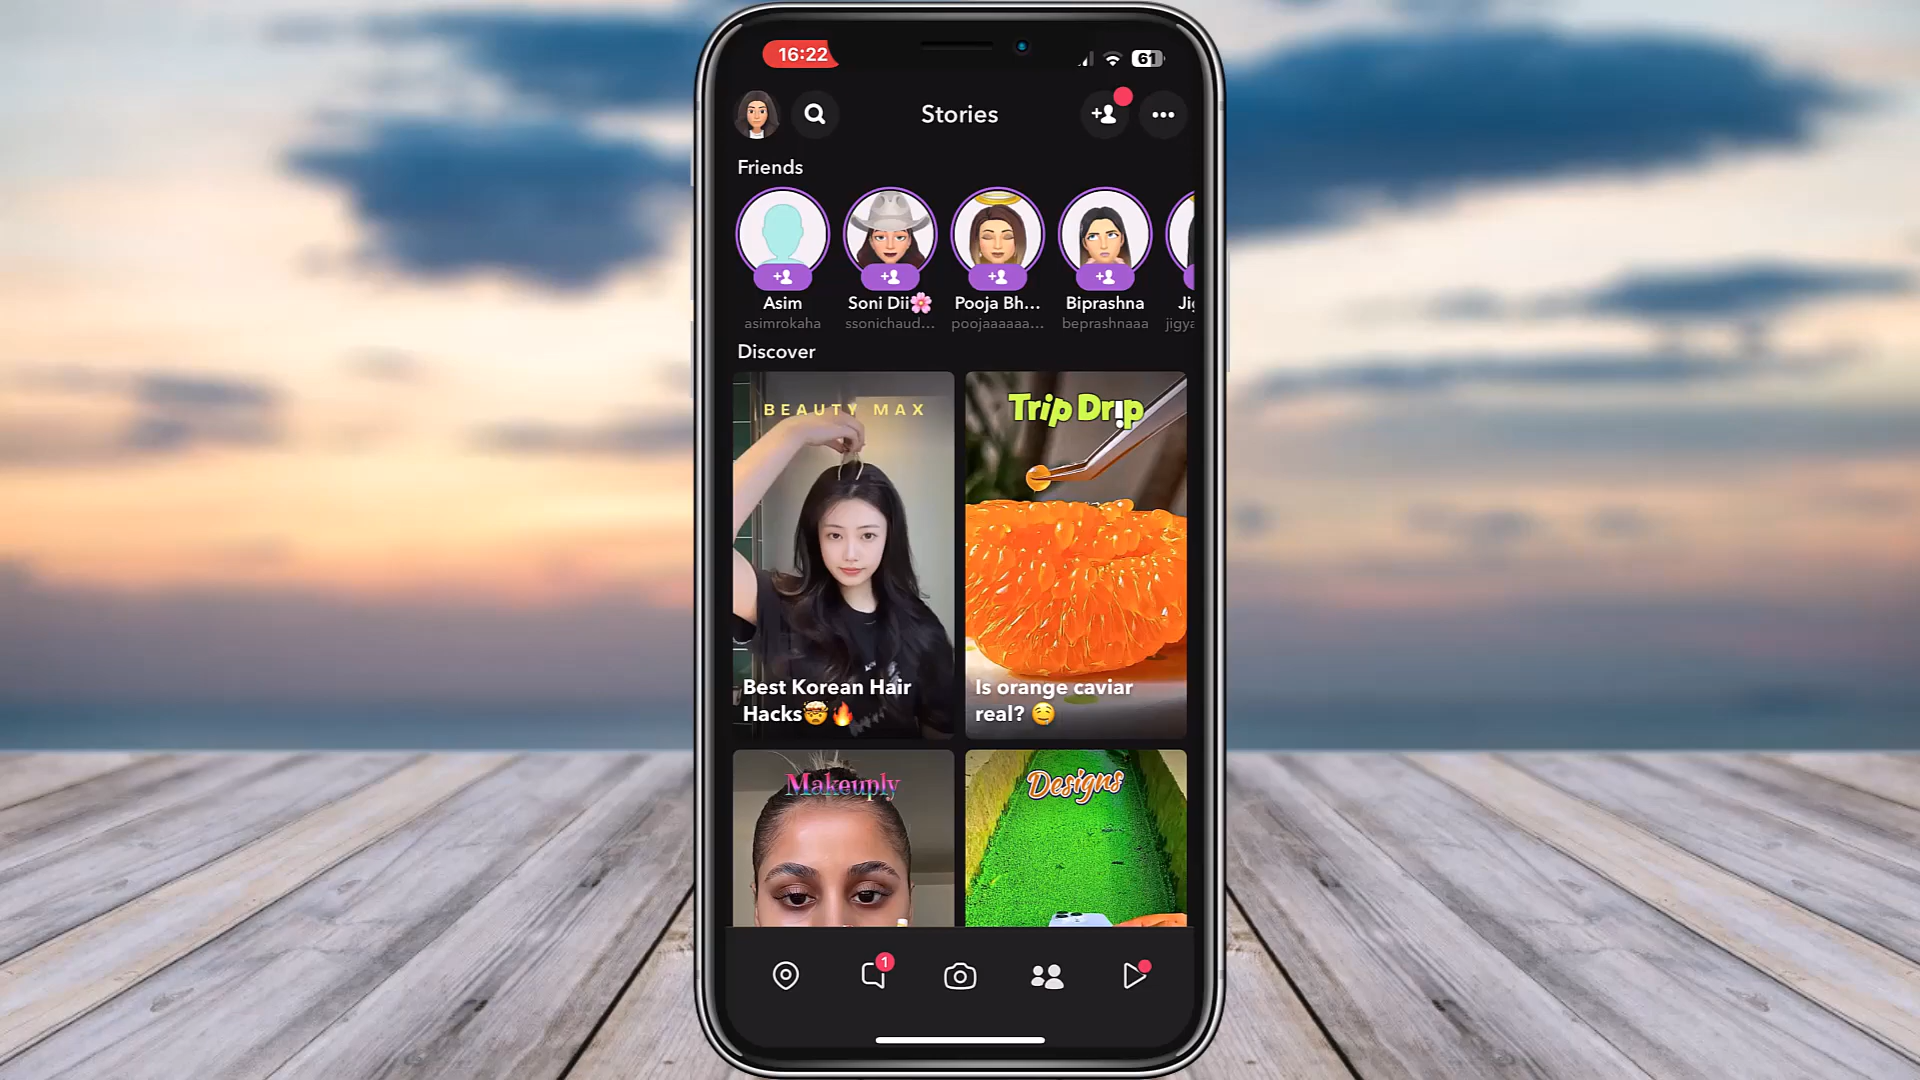 16:22
61
Stories
Friends
Asim
Soni Dii🌸
Pooja Bh...
Biprashna
asimrokaha
ssonichaud...
poojaaaaaa...
beprashnaaa
jigya
Discover
BEAUTY MAX
Trip Drip
Best Korean Hair
Hacks🤯🔥
Is orange caviar
real? 🤤
Makeuply
Designs
1